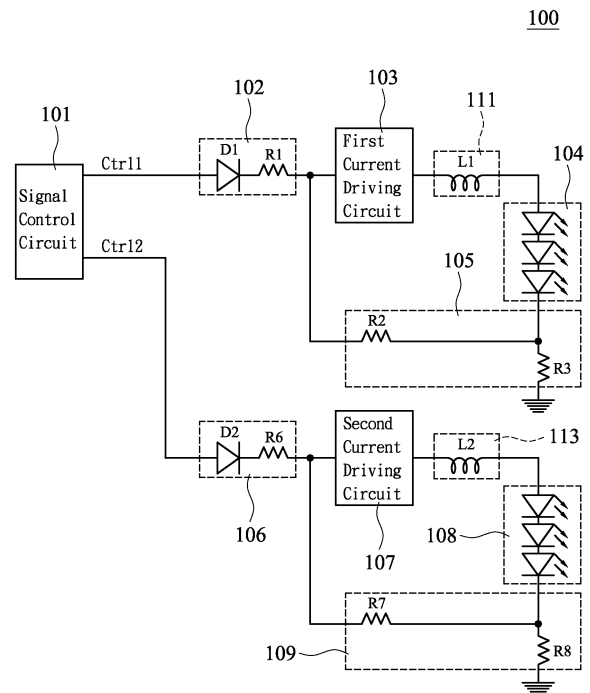 100
102
103
111
101
D1
R1
First
Current
Driving
Circuit
L1
104
Ctrl1
Signal
Control
Circuit
Ctrl2
105
R2
R3
D2
R6
Second
Current
Driving
Circuit
L2
113
106
107
108
R7
R8
109